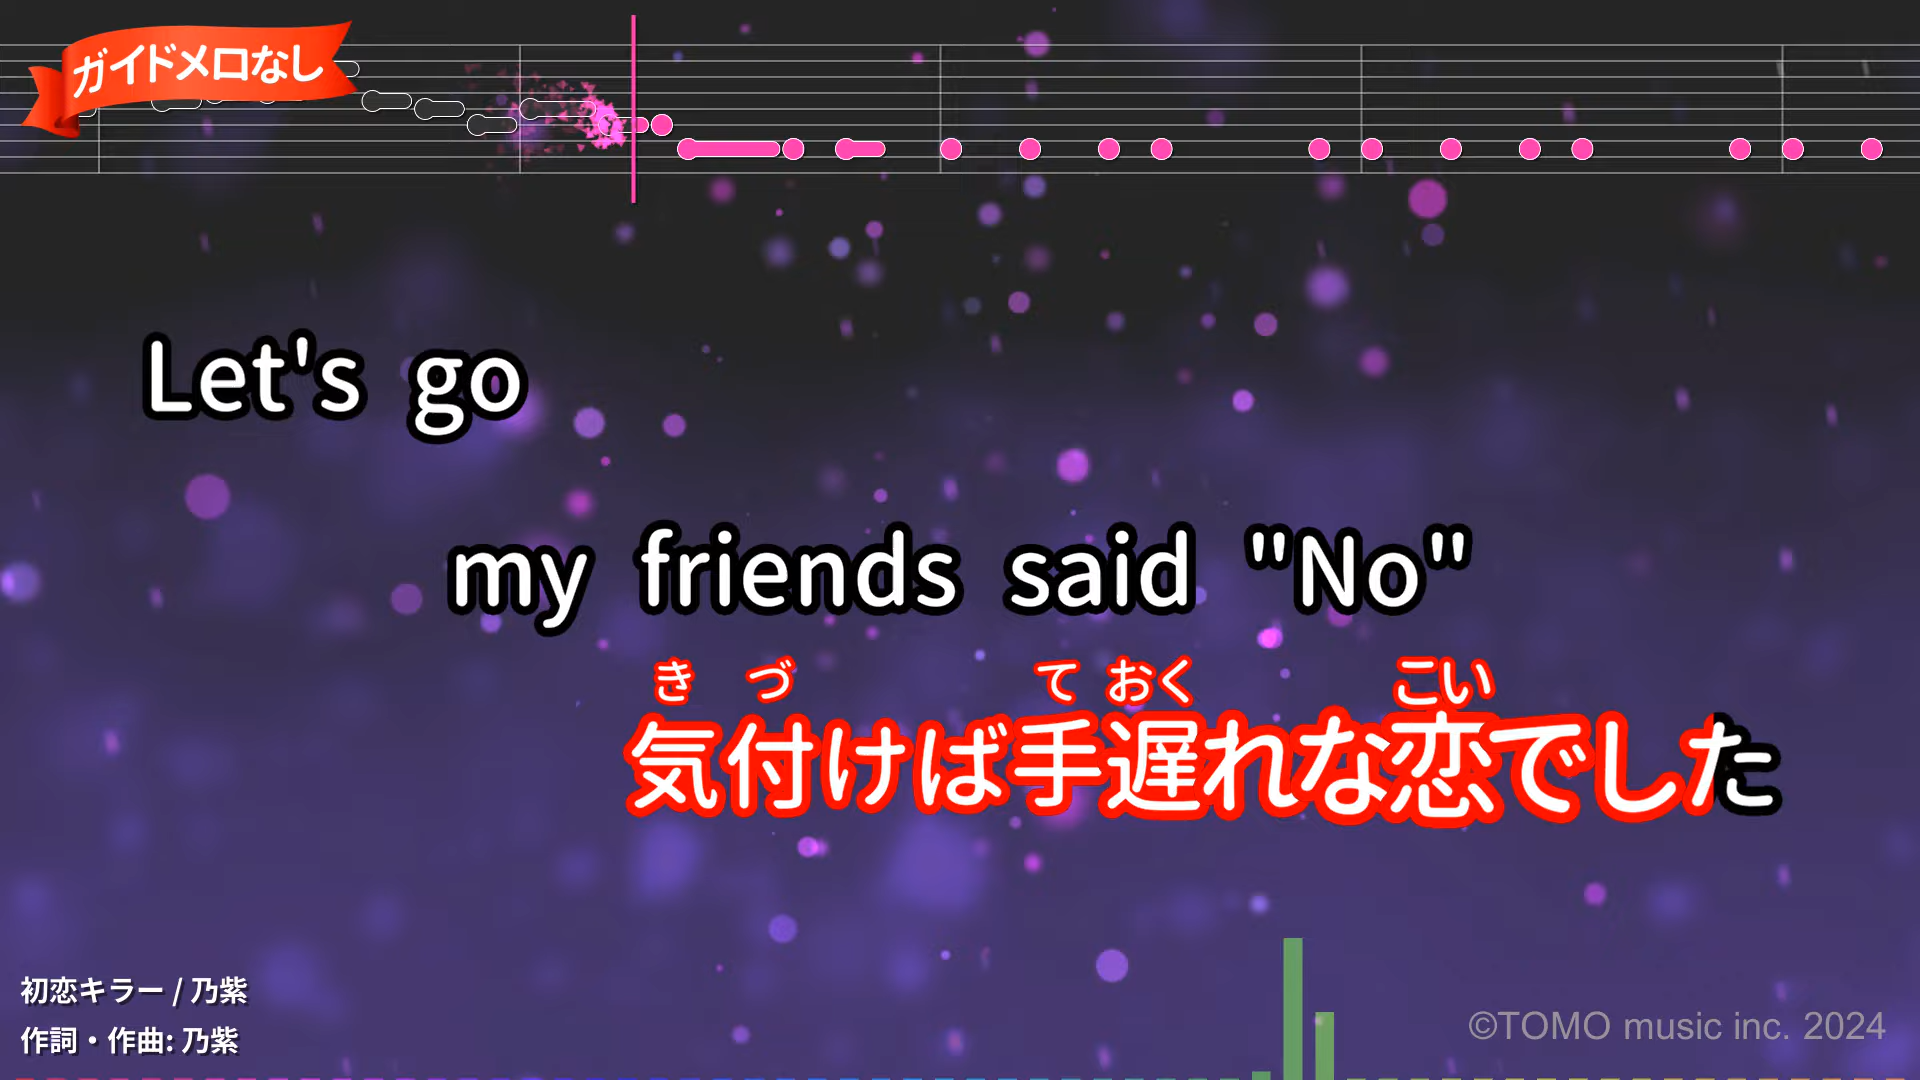 ガイドメロなし
Let's go
my friends said "No"
き づ て おく こい
気付けば手遅れな恋でした
初恋キラー / 乃紫
作詞・作曲: 乃紫
©TOMO music inc. 2024